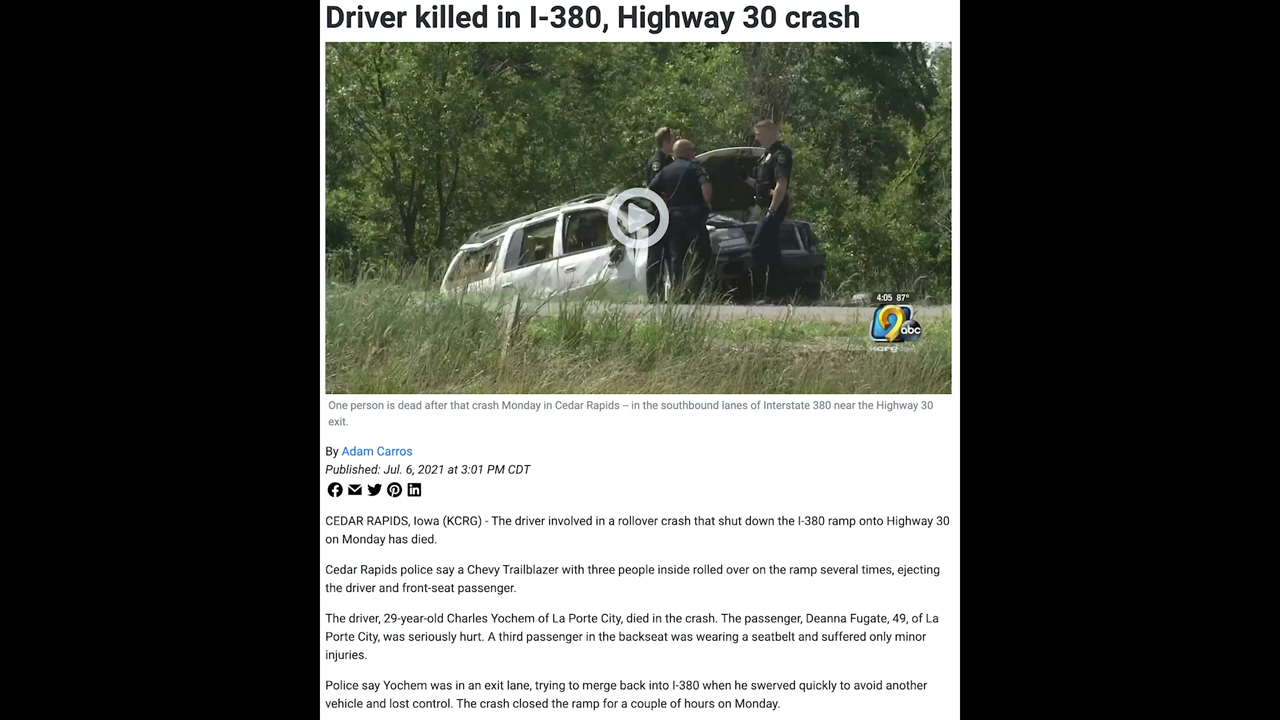 Driver killed in I-380, Highway 30 crash
4:05 87°
9
abc
kcrg.com
One person is dead after that crash Monday in Cedar Rapids – in the southbound lanes of Interstate 380 near the Highway 30
exit.
By Adam Carros
Published: Jul. 6, 2021 at 3:01 PM CDT
CEDAR RAPIDS, Iowa (KCRG) - The driver involved in a rollover crash that shut down the I-380 ramp onto Highway 30
on Monday has died.
Cedar Rapids police say a Chevy Trailblazer with three people inside rolled over on the ramp several times, ejecting
the driver and front-seat passenger.
The driver, 29-year-old Charles Yochem of La Porte City, died in the crash. The passenger, Deanna Fugate, 49, of La
Porte City, was seriously hurt. A third passenger in the backseat was wearing a seatbelt and suffered only minor
injuries.
Police say Yochem was in an exit lane, trying to merge back into I-380 when he swerved quickly to avoid another
vehicle and lost control. The crash closed the ramp for a couple of hours on Monday.